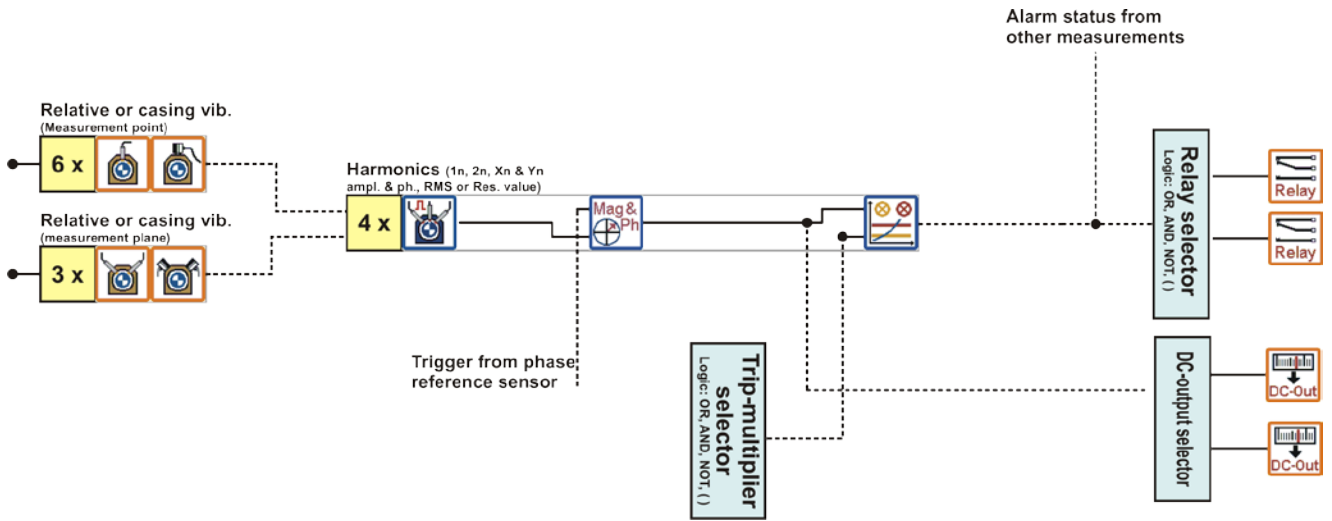 Alarm status from
other measurements
Relative or casing vib.
(Measurement point)
6 x
Relative or casing vib.
(measurement plane)
3 x
Harmonics (1n, 2n, Xn & Yn
ampl. & ph., RMS or Res. value)
4 x
Mag&
Ph
Trigger from phase
reference sensor
Trip-multiplier
selector
Logic: OR, AND, NOT, ( )
Relay selector
Logic: OR, AND, NOT, ( )
Relay
Relay
DC-output selector
DC-Out
DC-Out